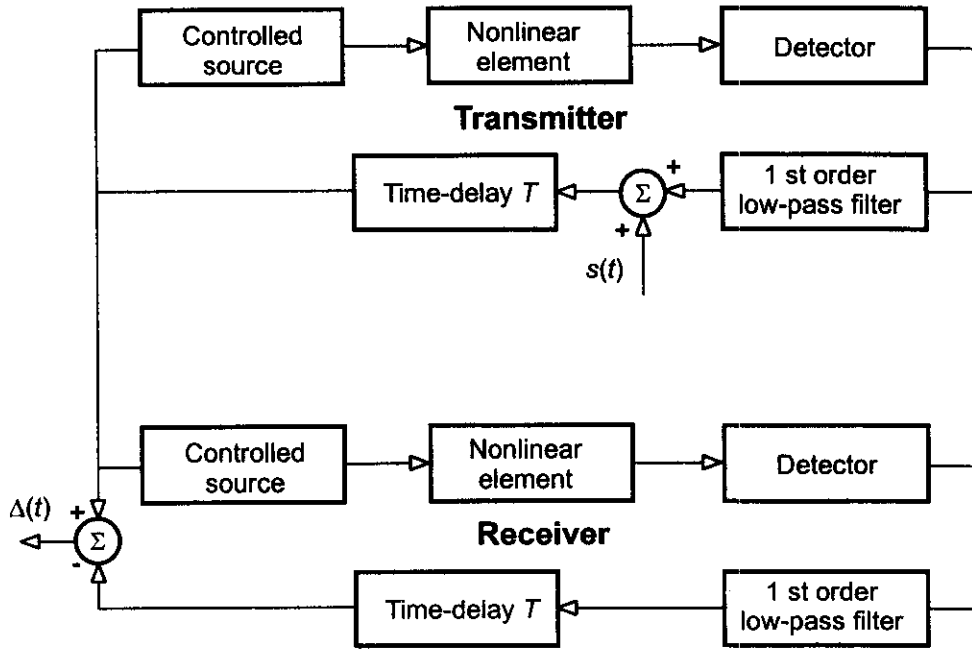 Controlled
source
Nonlinear
element
Detector
Transmitter
Time-delay T
Σ
+
+
s(t)
1 st order
low-pass filter
Controlled
source
Nonlinear
element
Detector
Δ(t)
+
Σ
-
Receiver
Time-delay T
1 st order
low-pass filter